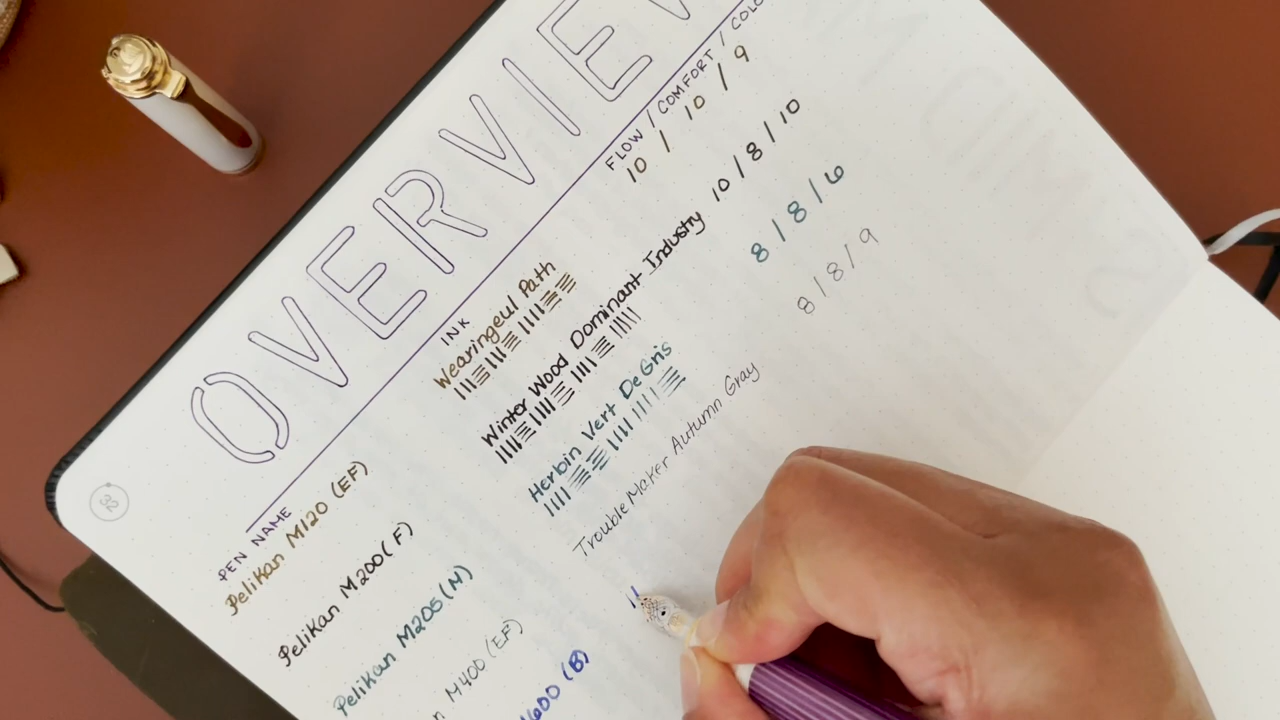 OVERVIE
PEN NAME INK FLOW / COMFORT / COLO
Pelikan M120 (EF) Wearingeul Path 10 / 10 / 9
Pelikan M200 (F) Winter Wood Dominant Industry 10 / 8 / 10
Pelikan M205 (M) Herbin Vert De Gris 8 / 8 / 6
n M400 (EF) Trouble Maker Autumn Gray 8 / 8 / 9
600 (B)
32